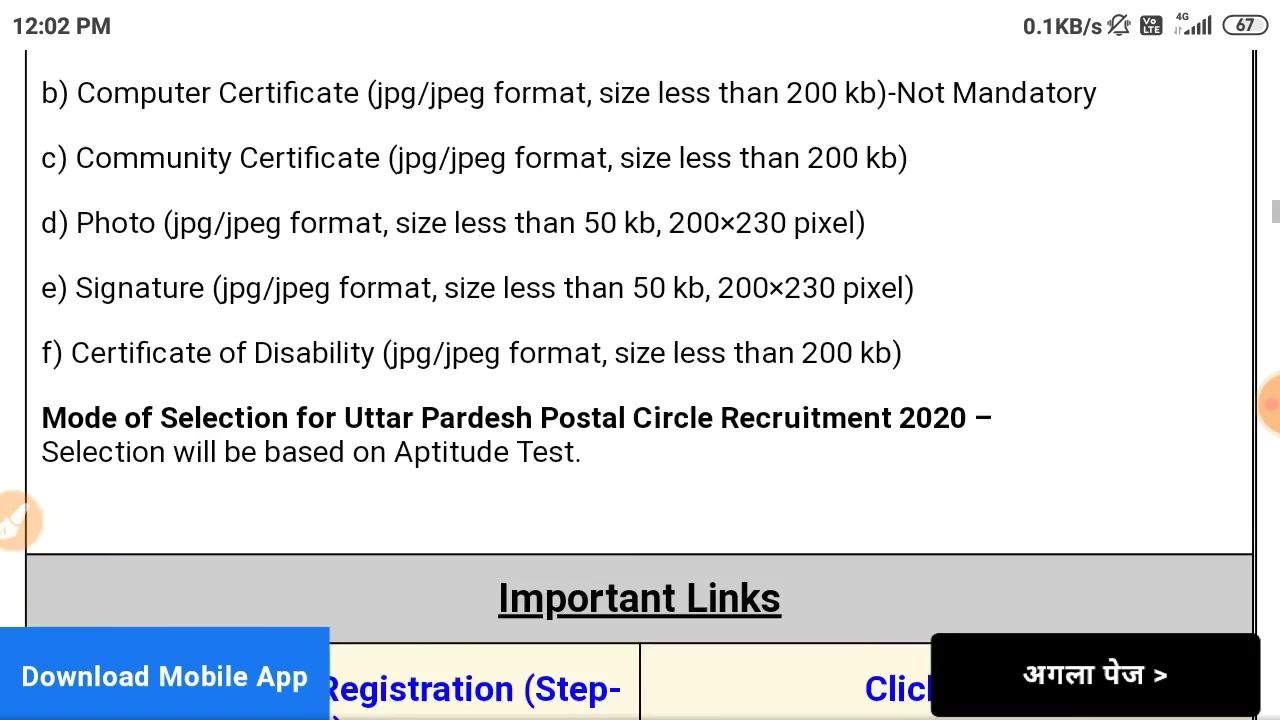 12:02 PM
0.1KB/s Vo LTE 4G 67
b) Computer Certificate (jpg/jpeg format, size less than 200 kb)-Not Mandatory
c) Community Certificate (jpg/jpeg format, size less than 200 kb)
d) Photo (jpg/jpeg format, size less than 50 kb, 200×230 pixel)
e) Signature (jpg/jpeg format, size less than 50 kb, 200×230 pixel)
f) Certificate of Disability (jpg/jpeg format, size less than 200 kb)
Mode of Selection for Uttar Pardesh Postal Circle Recruitment 2020 –
Selection will be based on Aptitude Test.
Important Links
Download Mobile App
Registration (Step-
अगला पेज >